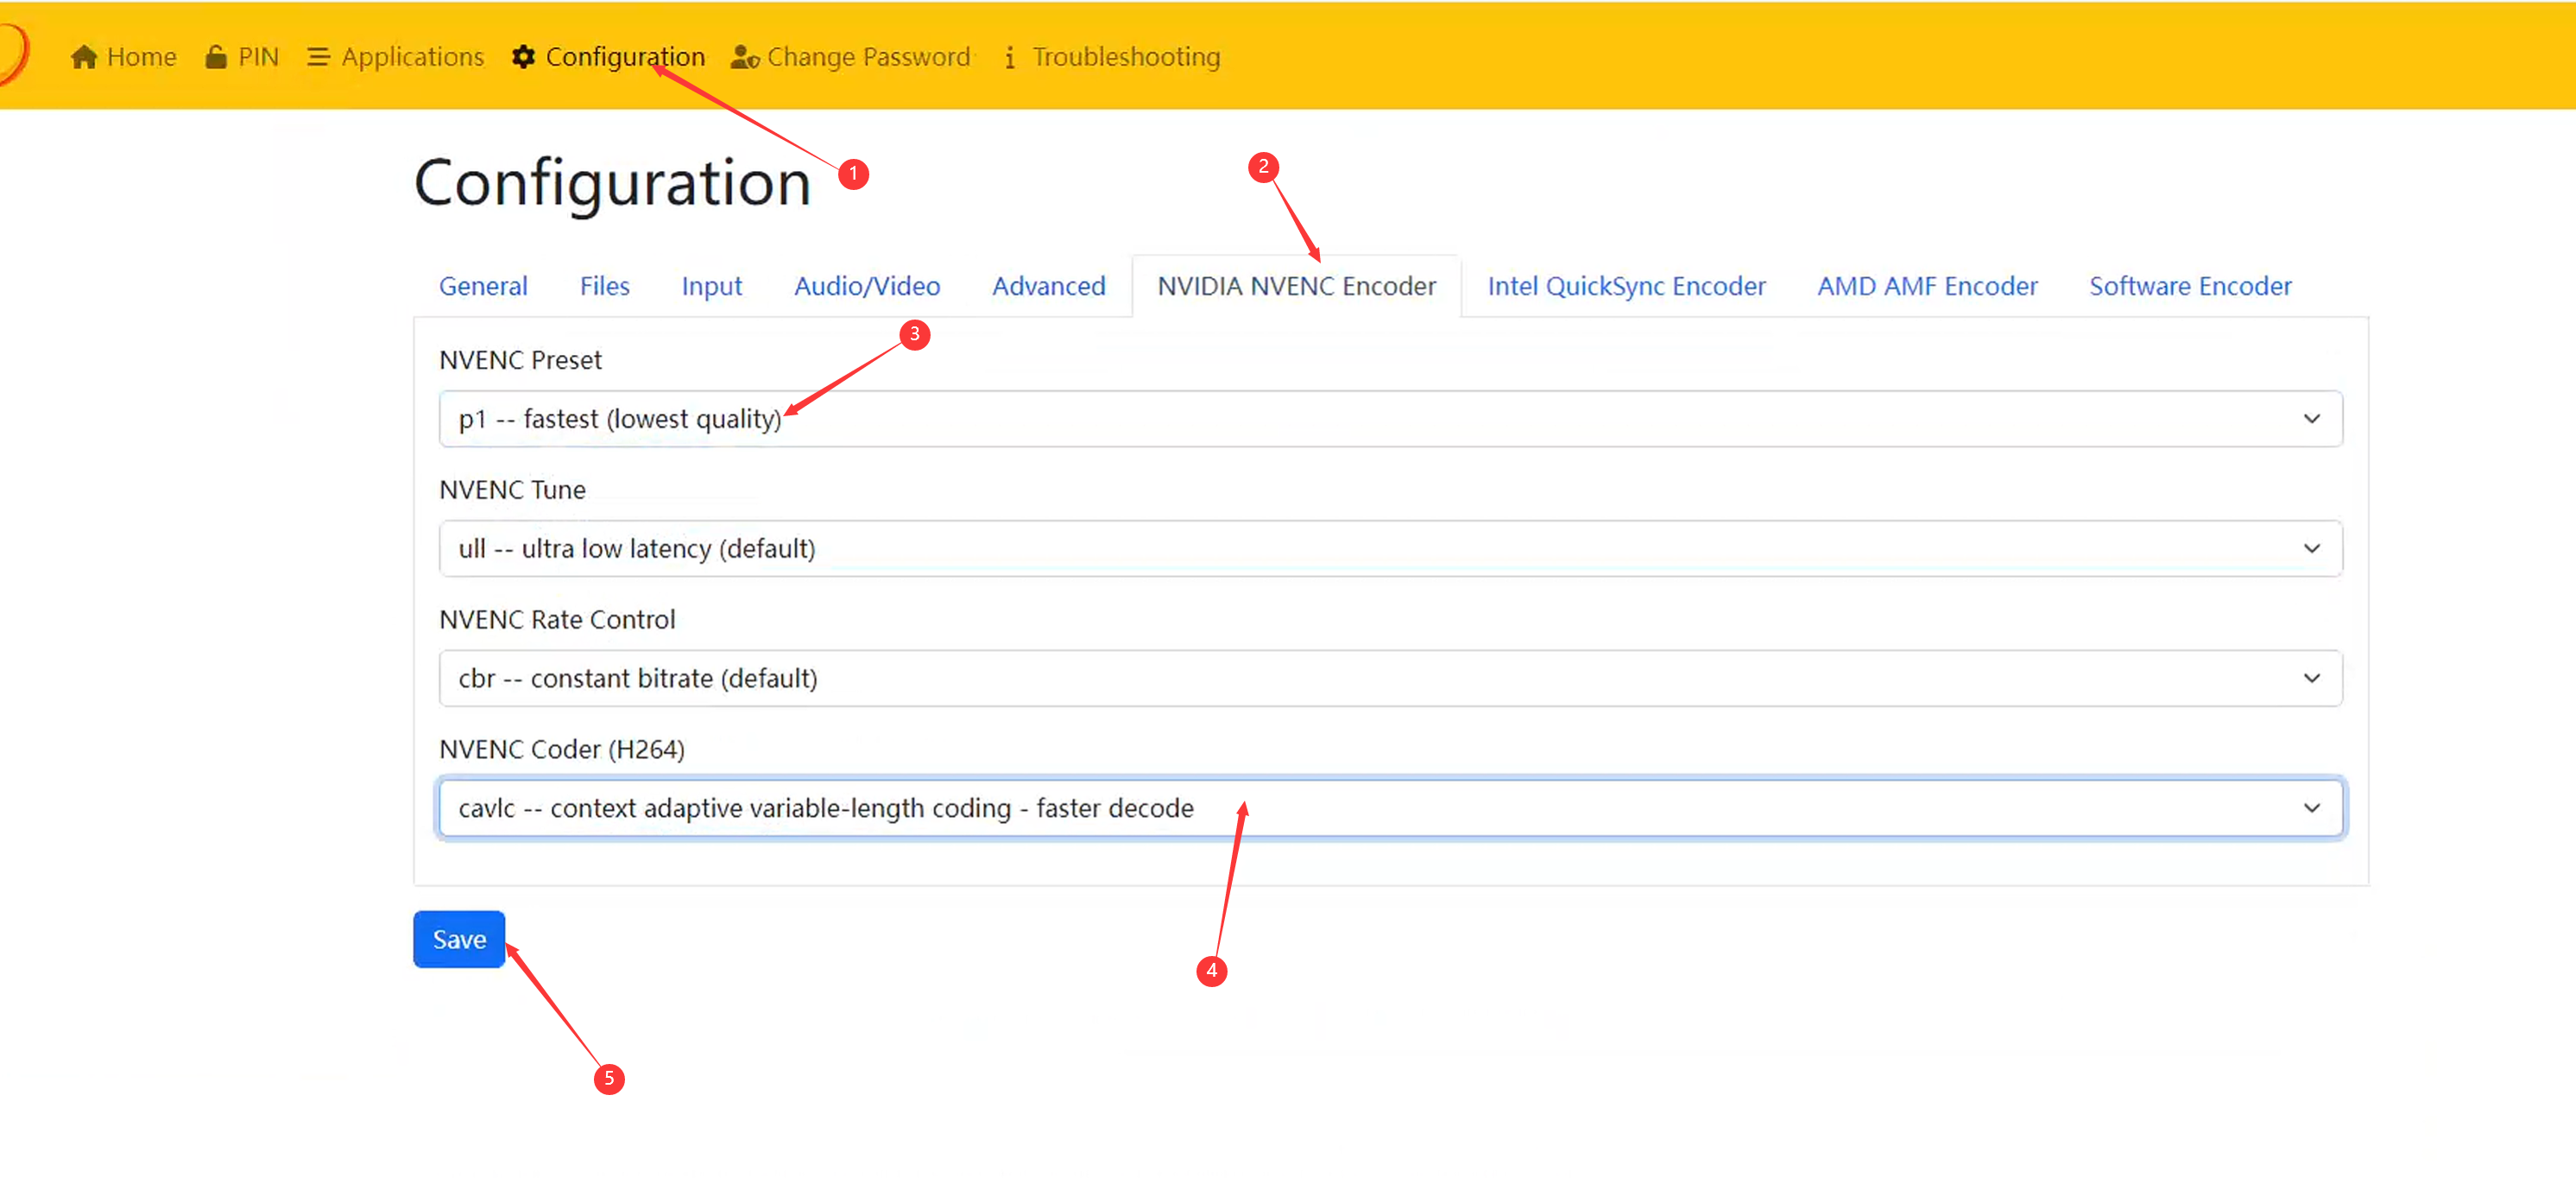 Home PIN Applications Configuration Change Password Troubleshooting
1
2
Configuration
General Files Input Audio/Video Advanced NVIDIA NVENC Encoder Intel QuickSync Encoder AMD AMF Encoder Software Encoder
3
NVENC Preset
p1 -- fastest (lowest quality)
NVENC Tune
ull -- ultra low latency (default)
NVENC Rate Control
cbr -- constant bitrate (default)
NVENC Coder (H264)
cavlc -- context adaptive variable-length coding - faster decode
Save
4
5